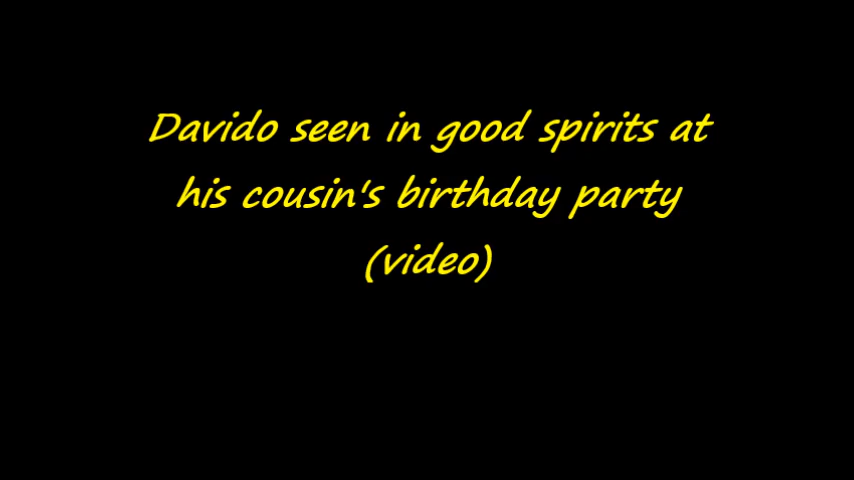 Davido seen in good spirits at
his cousin's birthday party
(video)